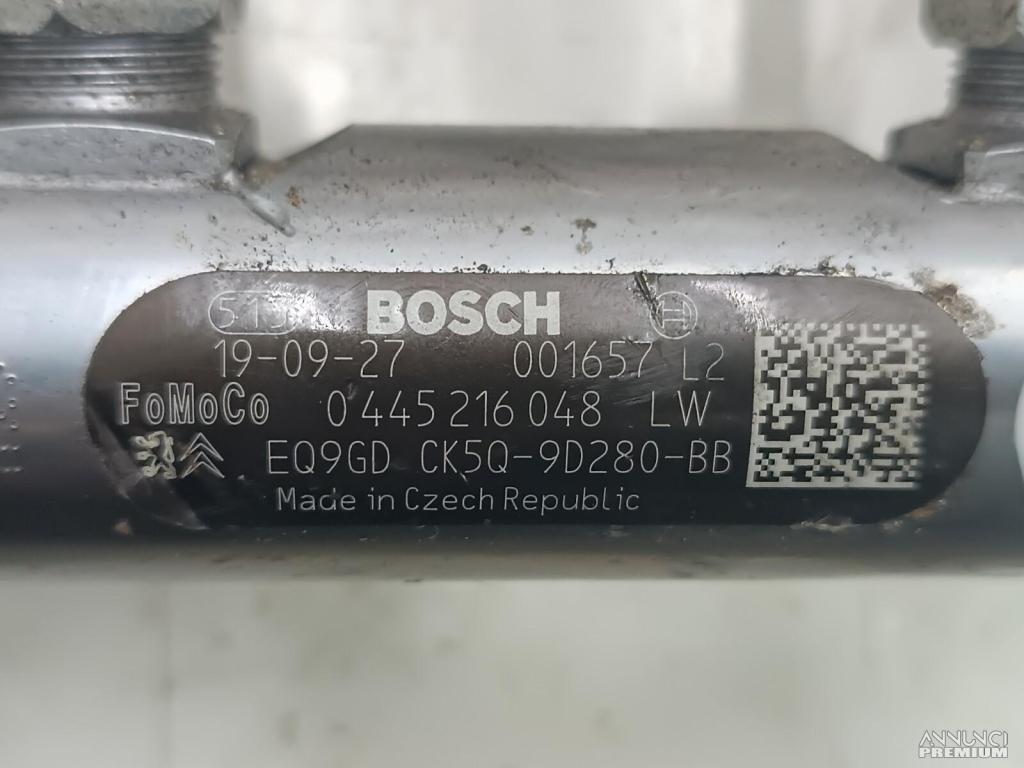 BOSCH
19-09-27 001657 L2
FoMoCo 0 445 216 048 LW
EQ9GD CK5Q-9D280-BB
Made in Czech Republic
ANNUNCI
PREMIUM